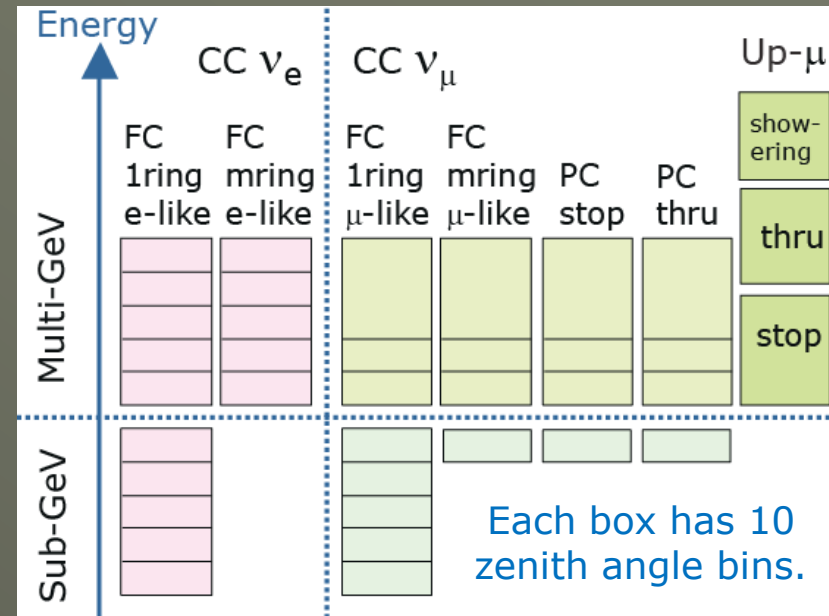 Energy
CC νe
CC νμ
Up-μ
FC
1ring
e-like
FC
mring
e-like
FC
1ring
μ-like
FC
mring
μ-like
PC
stop
PC
thru
show-
ering
thru
stop
Multi-GeV
Sub-GeV
Each box has 10
zenith angle bins.